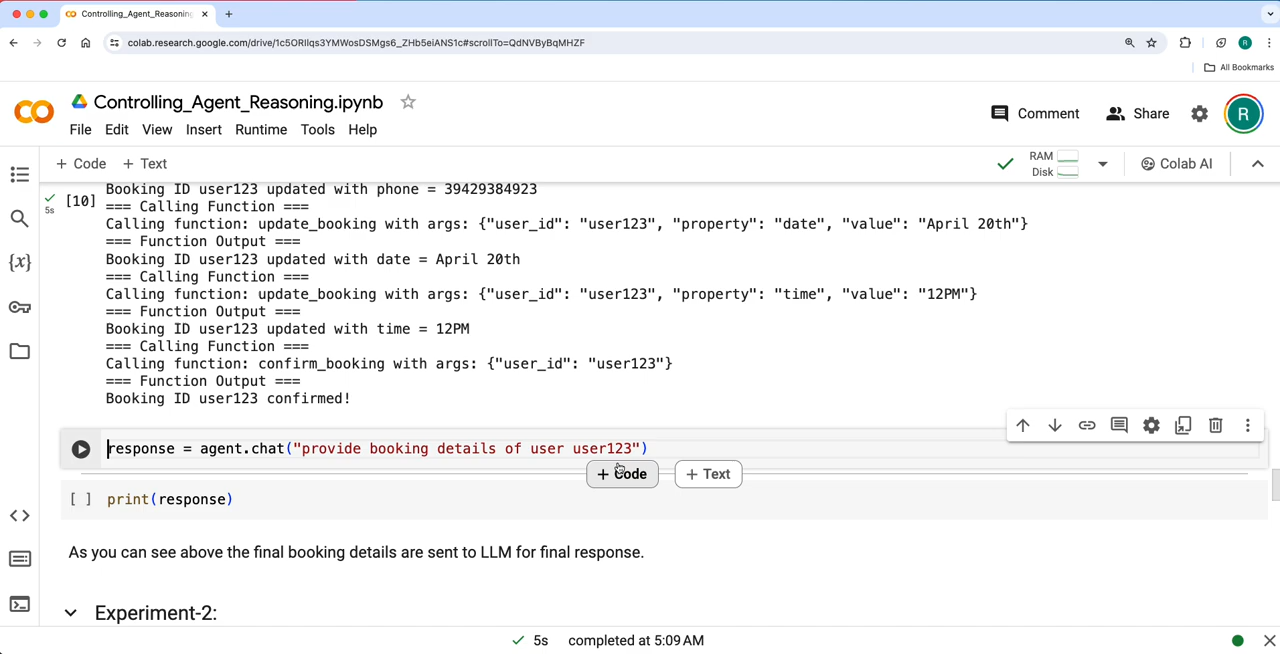 Controlling_Agent_Reasoning
colab.research.google.com/drive/1c5ORIlqs3YMWosDSMgs6_ZHb5eiANS1c#scrollTo=QdNVByBqMHZF
R
All Bookmarks
Controlling_Agent_Reasoning.ipynb
File Edit View Insert Runtime Tools Help
Comment
Share
R
+ Code + Text
RAM
Disk
Colab AI
Booking ID user123 updated with phone = 39429384923
[10]
5s
=== Calling Function ===
Calling function: update_booking with args: {"user_id": "user123", "property": "date", "value": "April 20th"}
=== Function Output ===
Booking ID user123 updated with date = April 20th
=== Calling Function ===
Calling function: update_booking with args: {"user_id": "user123", "property": "time", "value": "12PM"}
=== Function Output ===
Booking ID user123 updated with time = 12PM
=== Calling Function ===
Calling function: confirm_booking with args: {"user_id": "user123"}
=== Function Output ===
Booking ID user123 confirmed!
response = agent.chat("provide booking details of user user123")
+ Code + Text
[ ] print(response)
As you can see above the final booking details are sent to LLM for final response.
Experiment-2:
5s completed at 5:09 AM